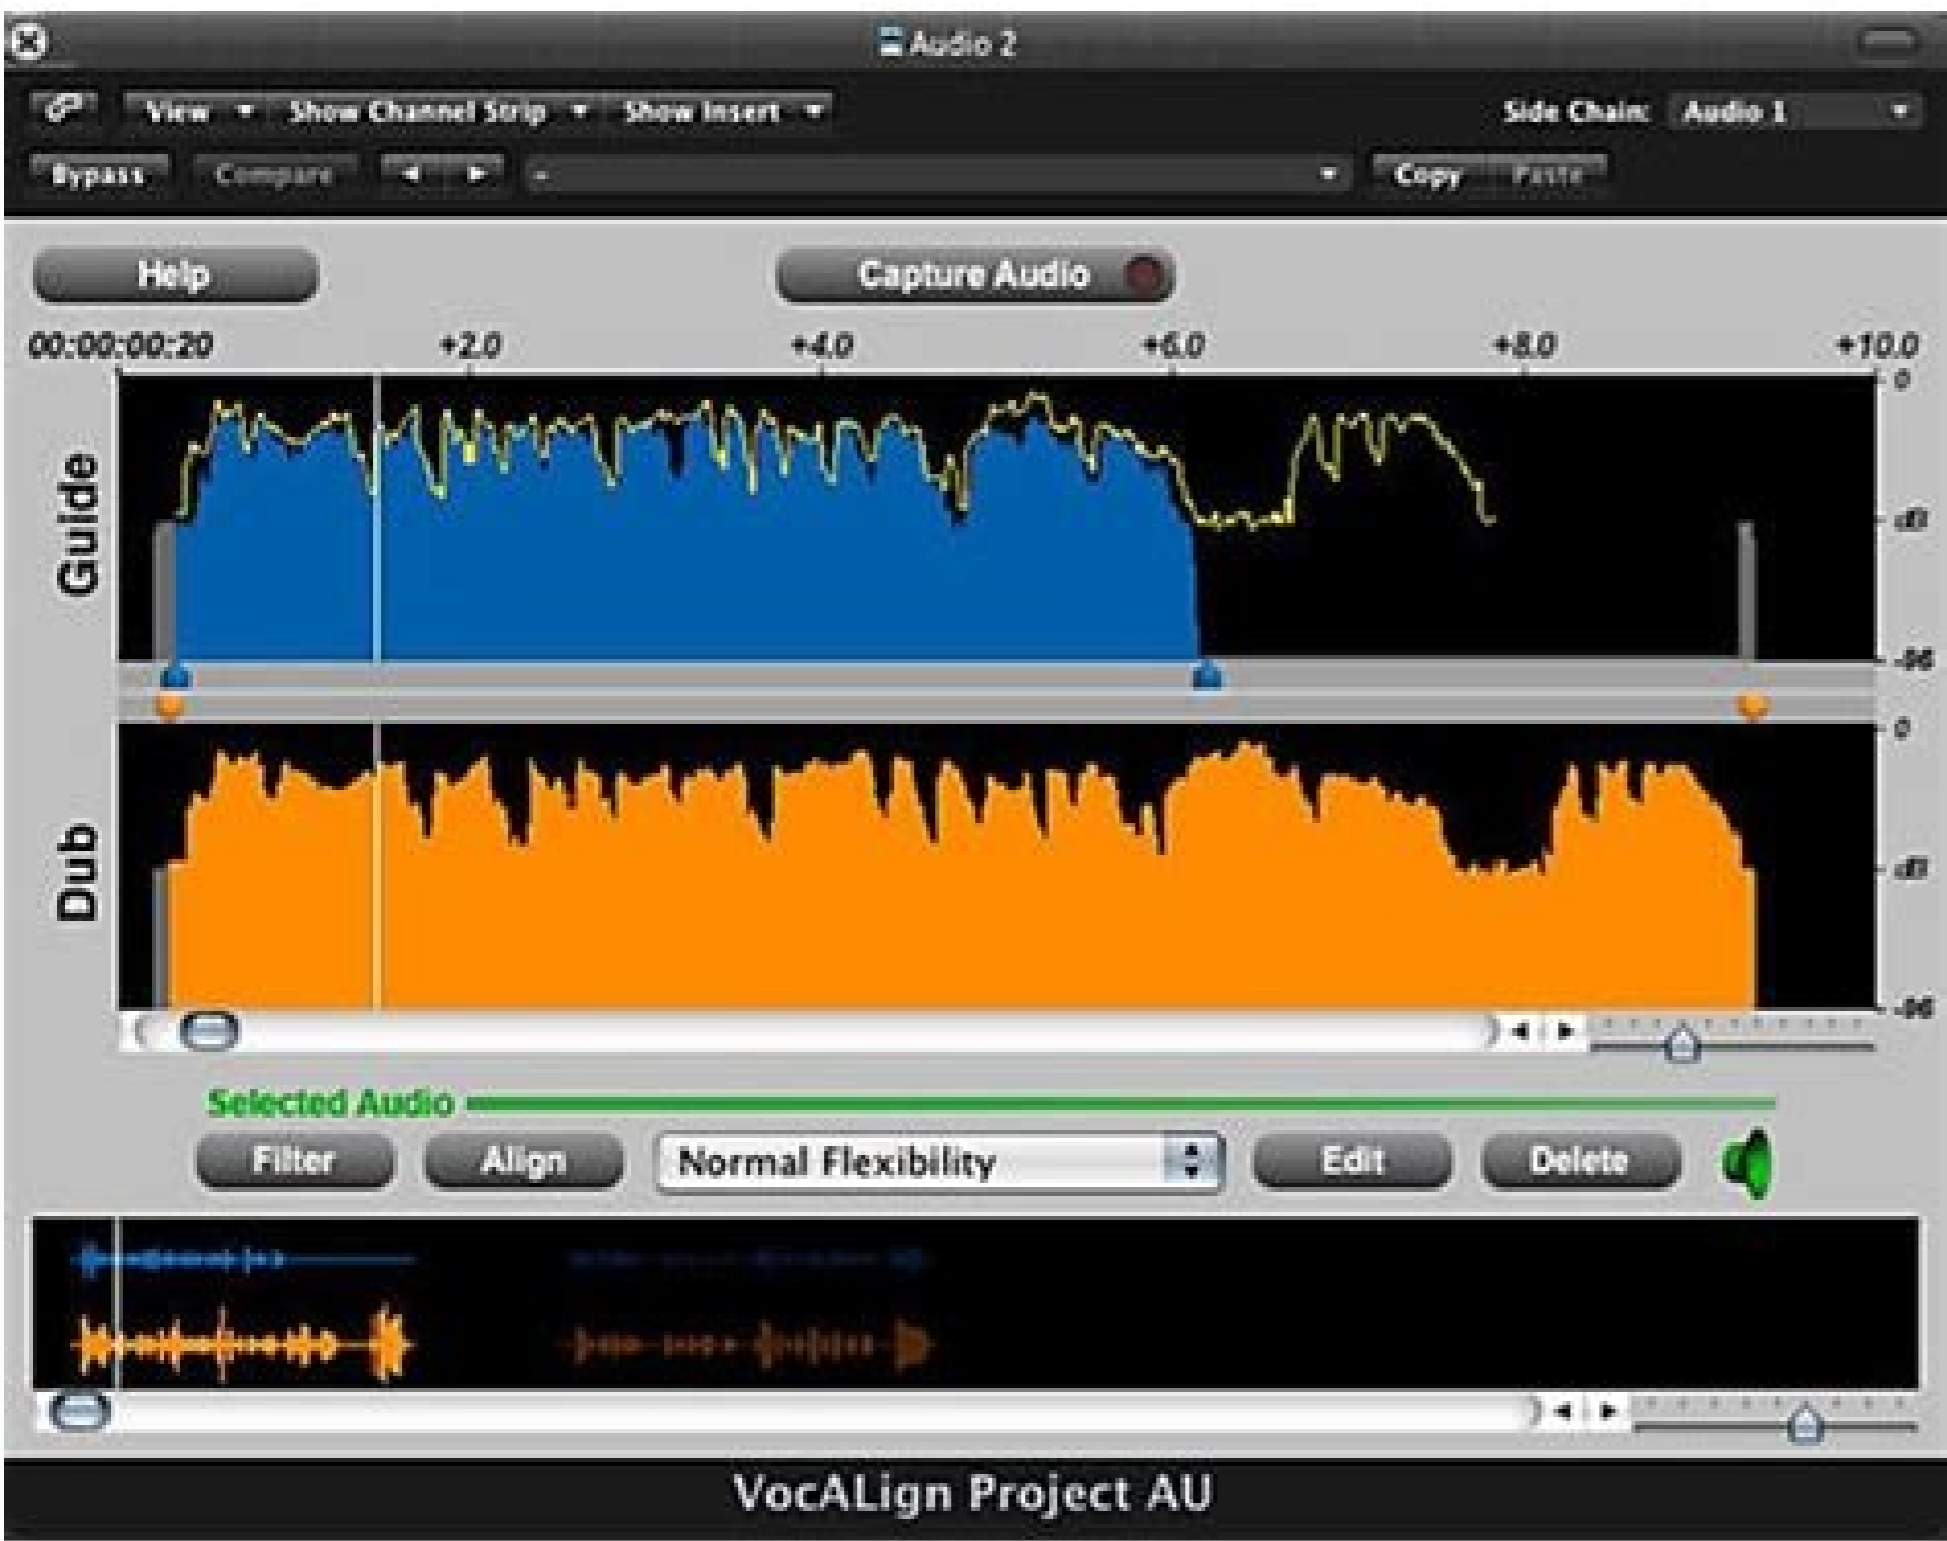 Audio 2
View Show Channel Strip Show Insert Side Chain: Audio 1
Bypass Compare - Copy Paste
Help Capture Audio
00:00:00:20 +2.0 +4.0 +6.0 +8.0 +10.0
0
Guide
dB
-96
0
Dub
dB
-96
Selected Audio
Filter Align Normal Flexibility Edit Delete
VocALign Project AU